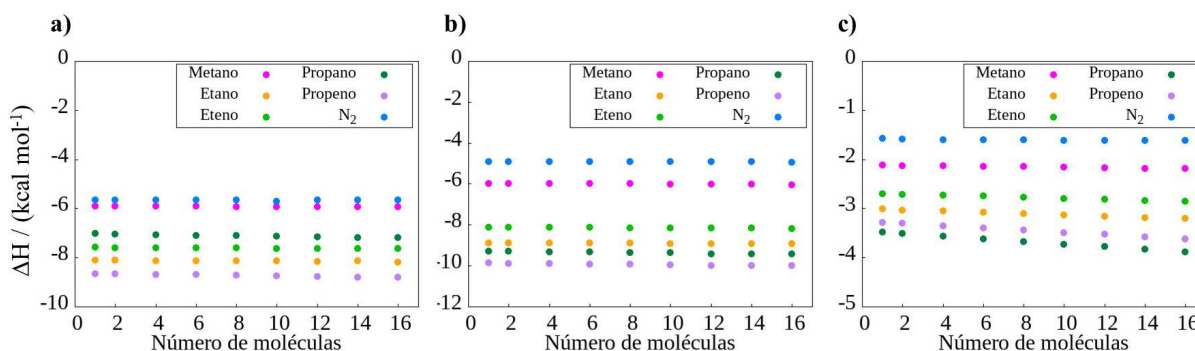 a)
ΔH / (kcal mol⁻¹)
0
-2
-4
-6
-8
-10
Metano
Etano
Eteno
Propano
Propeno
N₂
0 2 4 6 8 10 12 14 16
Número de moléculas
b)
0
-2
-4
-6
-8
-10
-12
Metano
Etano
Eteno
Propano
Propeno
N₂
0 2 4 6 8 10 12 14 16
Número de moléculas
c)
0
-1
-2
-3
-4
-5
Metano
Etano
Eteno
Propano
Propeno
N₂
0 2 4 6 8 10 12 14 16
Número de moléculas